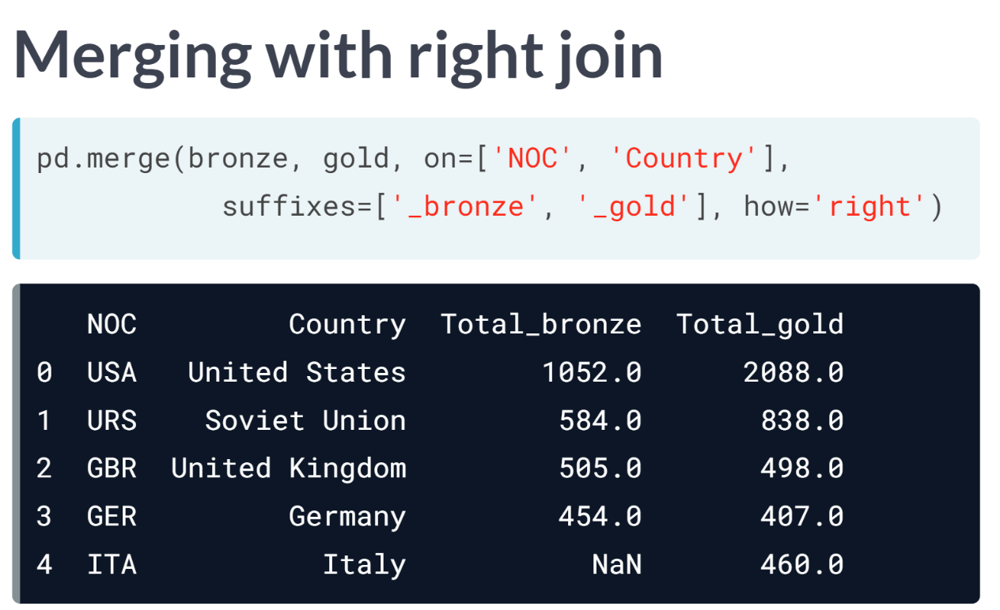 Merging with right join
pd.merge(bronze, gold, on=['NOC', 'Country'],
suffixes=['_bronze', '_gold'], how='right')
NOC Country Total_bronze Total_gold
0 USA United States 1052.0 2088.0
1 URS Soviet Union 584.0 838.0
2 GBR United Kingdom 505.0 498.0
3 GER Germany 454.0 407.0
4 ITA Italy NaN 460.0